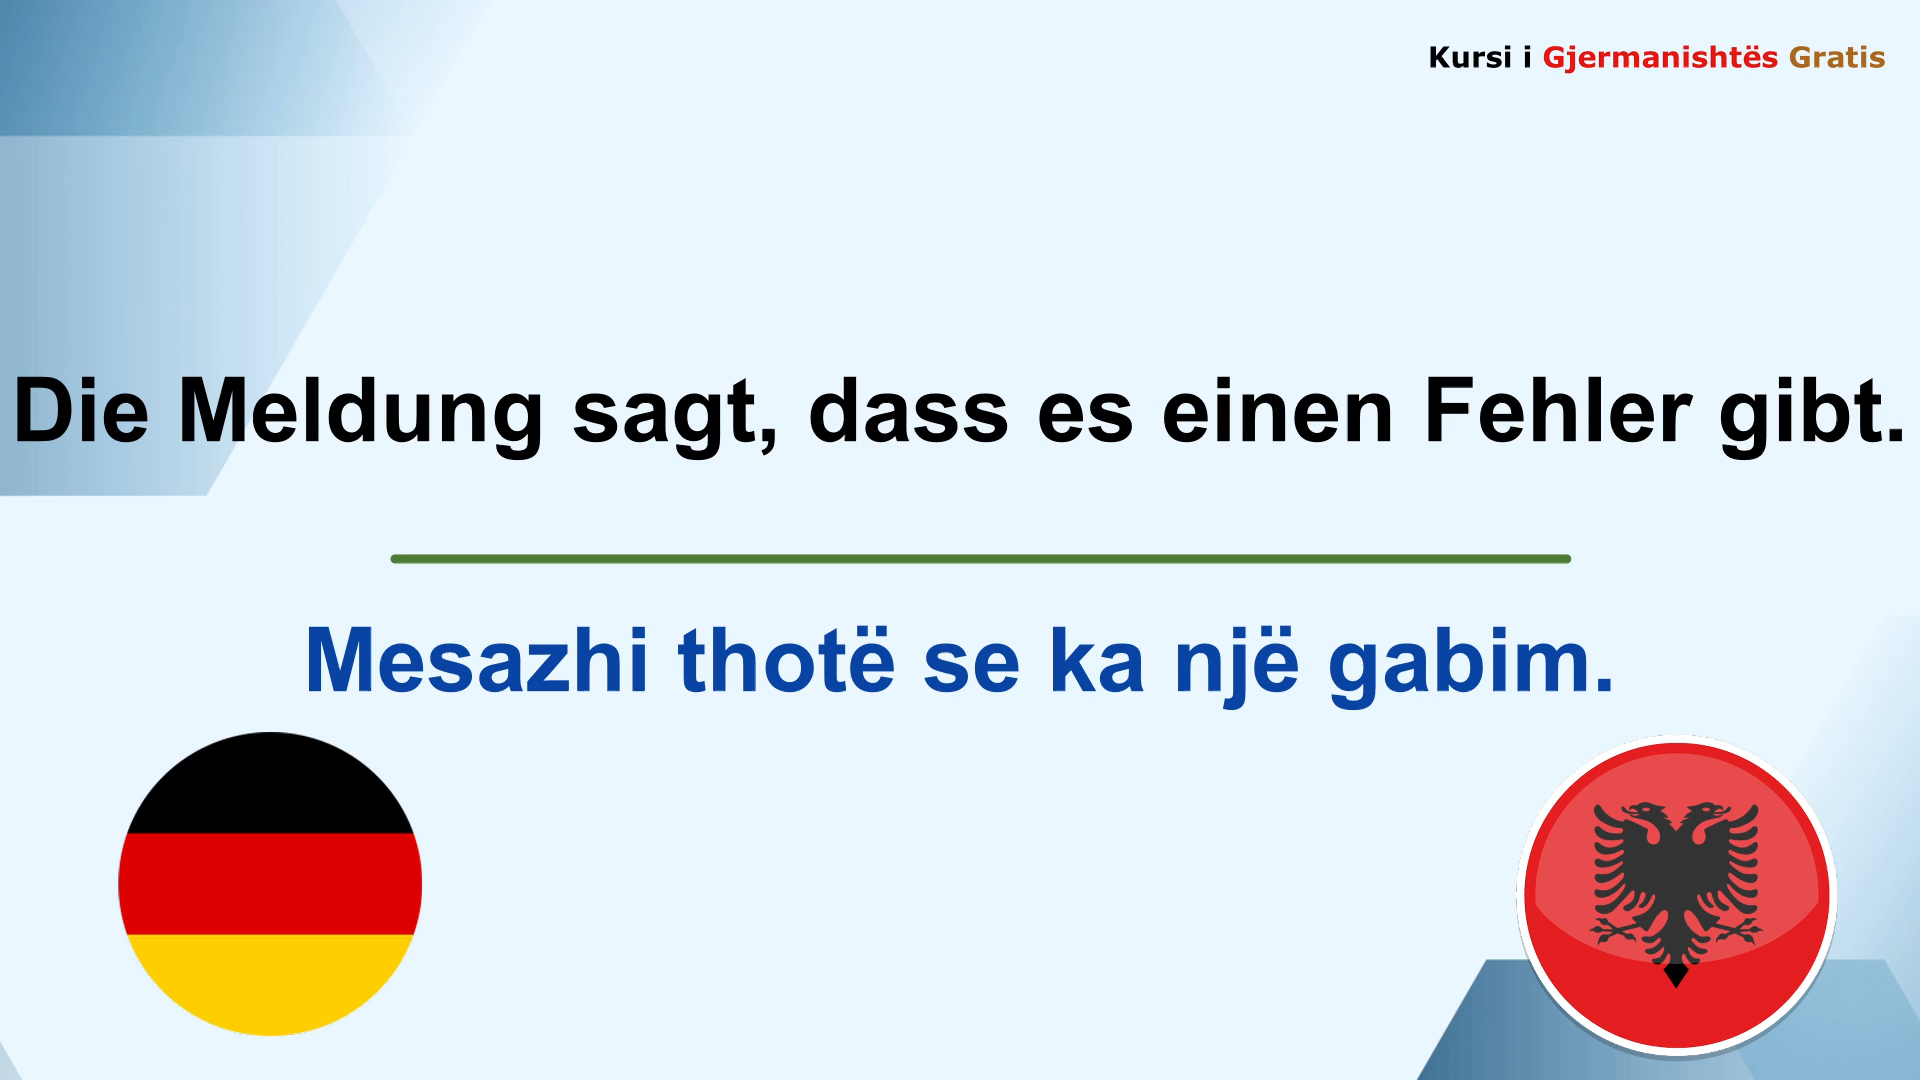 Kursi i Gjermanishtës Gratis
Die Meldung sagt, dass es einen Fehler gibt.
Mesazhi thotë se ka një gabim.